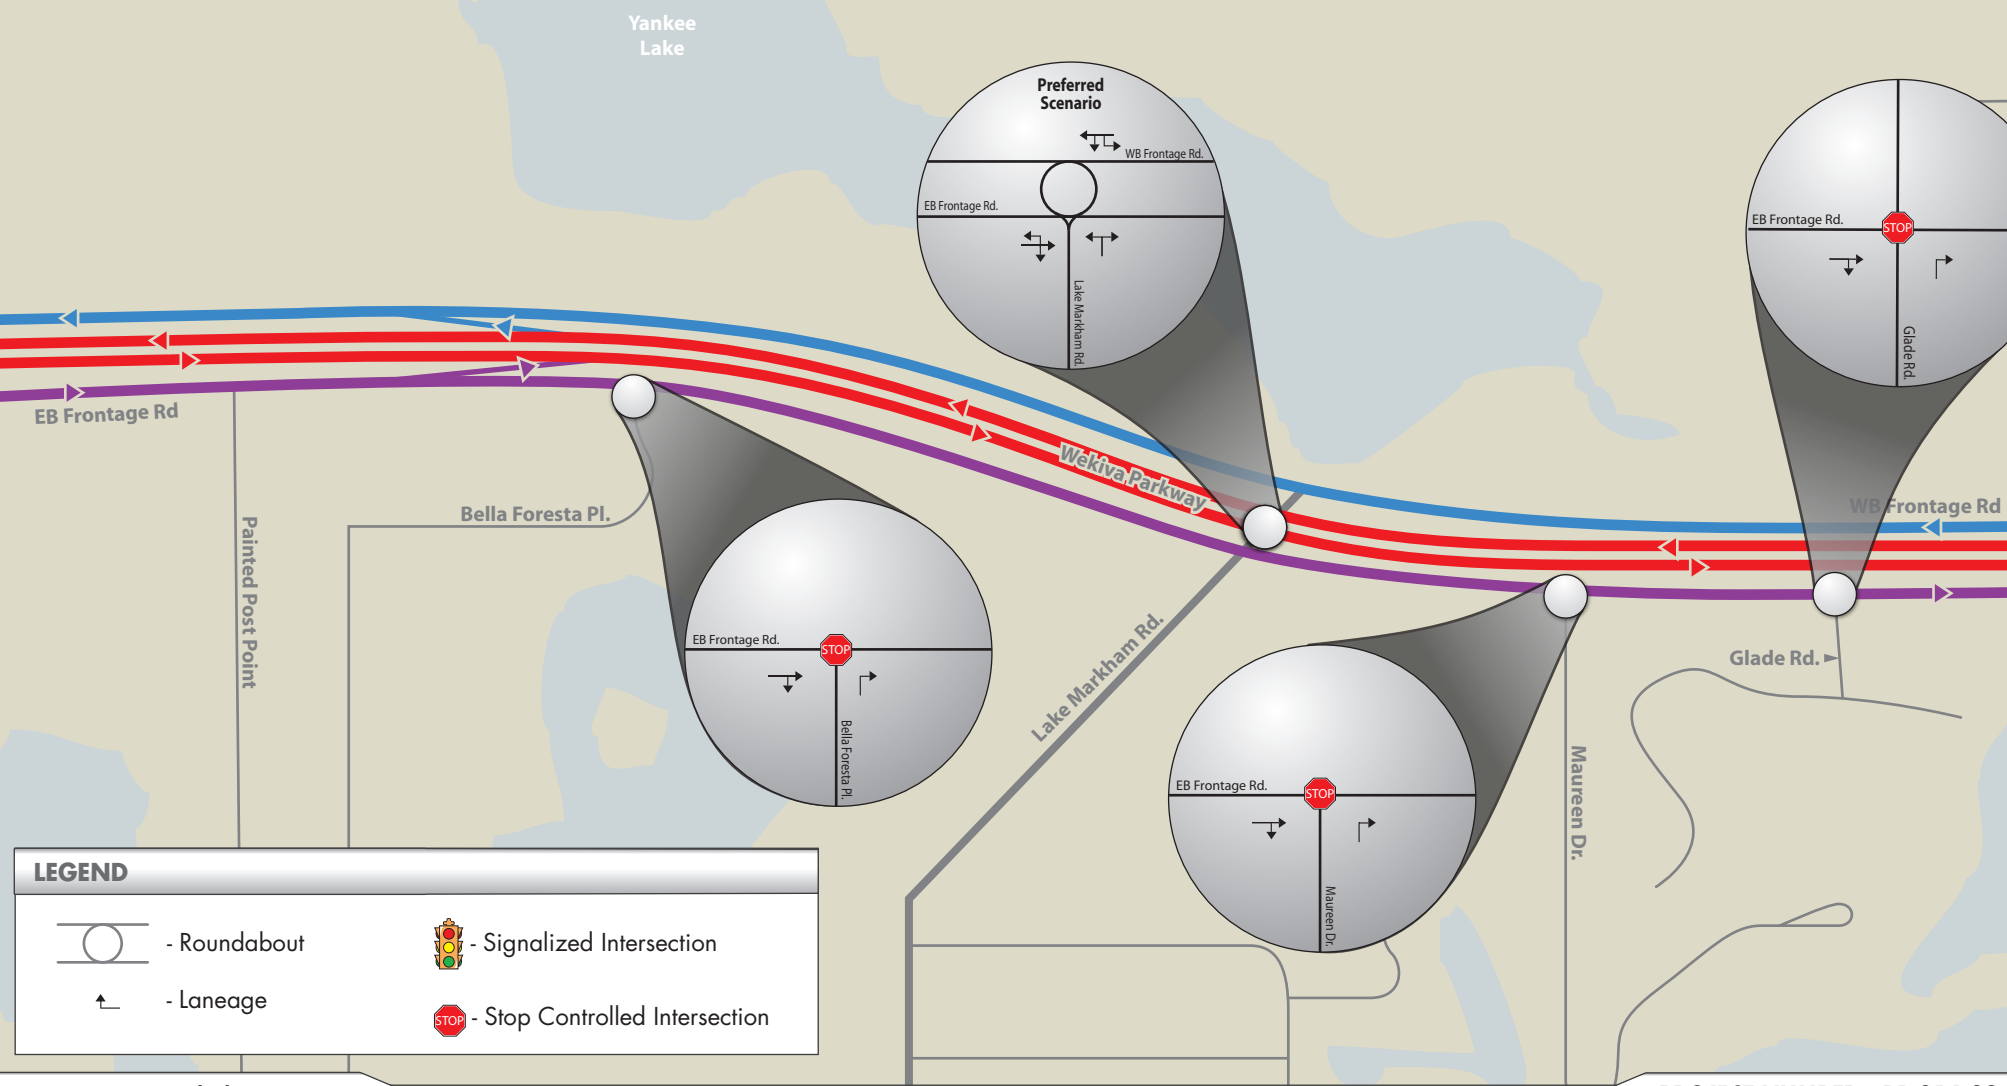 Yankee
Lake
Preferred
Scenario
WB Frontage Rd.
EB Frontage Rd.
Lake Markham Rd.
EB Frontage Rd.
STOP
Glade Rd.
EB Frontage Rd
Wekiva Parkway
WB Frontage Rd
Bella Foresta Pl.
Painted Post Point
EB Frontage Rd.
STOP
Bella Foresta Pl.
Lake Markham Rd.
Glade Rd.
EB Frontage Rd.
STOP
Maureen Dr.
Maureen Dr.
LEGEND
- Roundabout
- Signalized Intersection
- Laneage
STOP - Stop Controlled Intersection